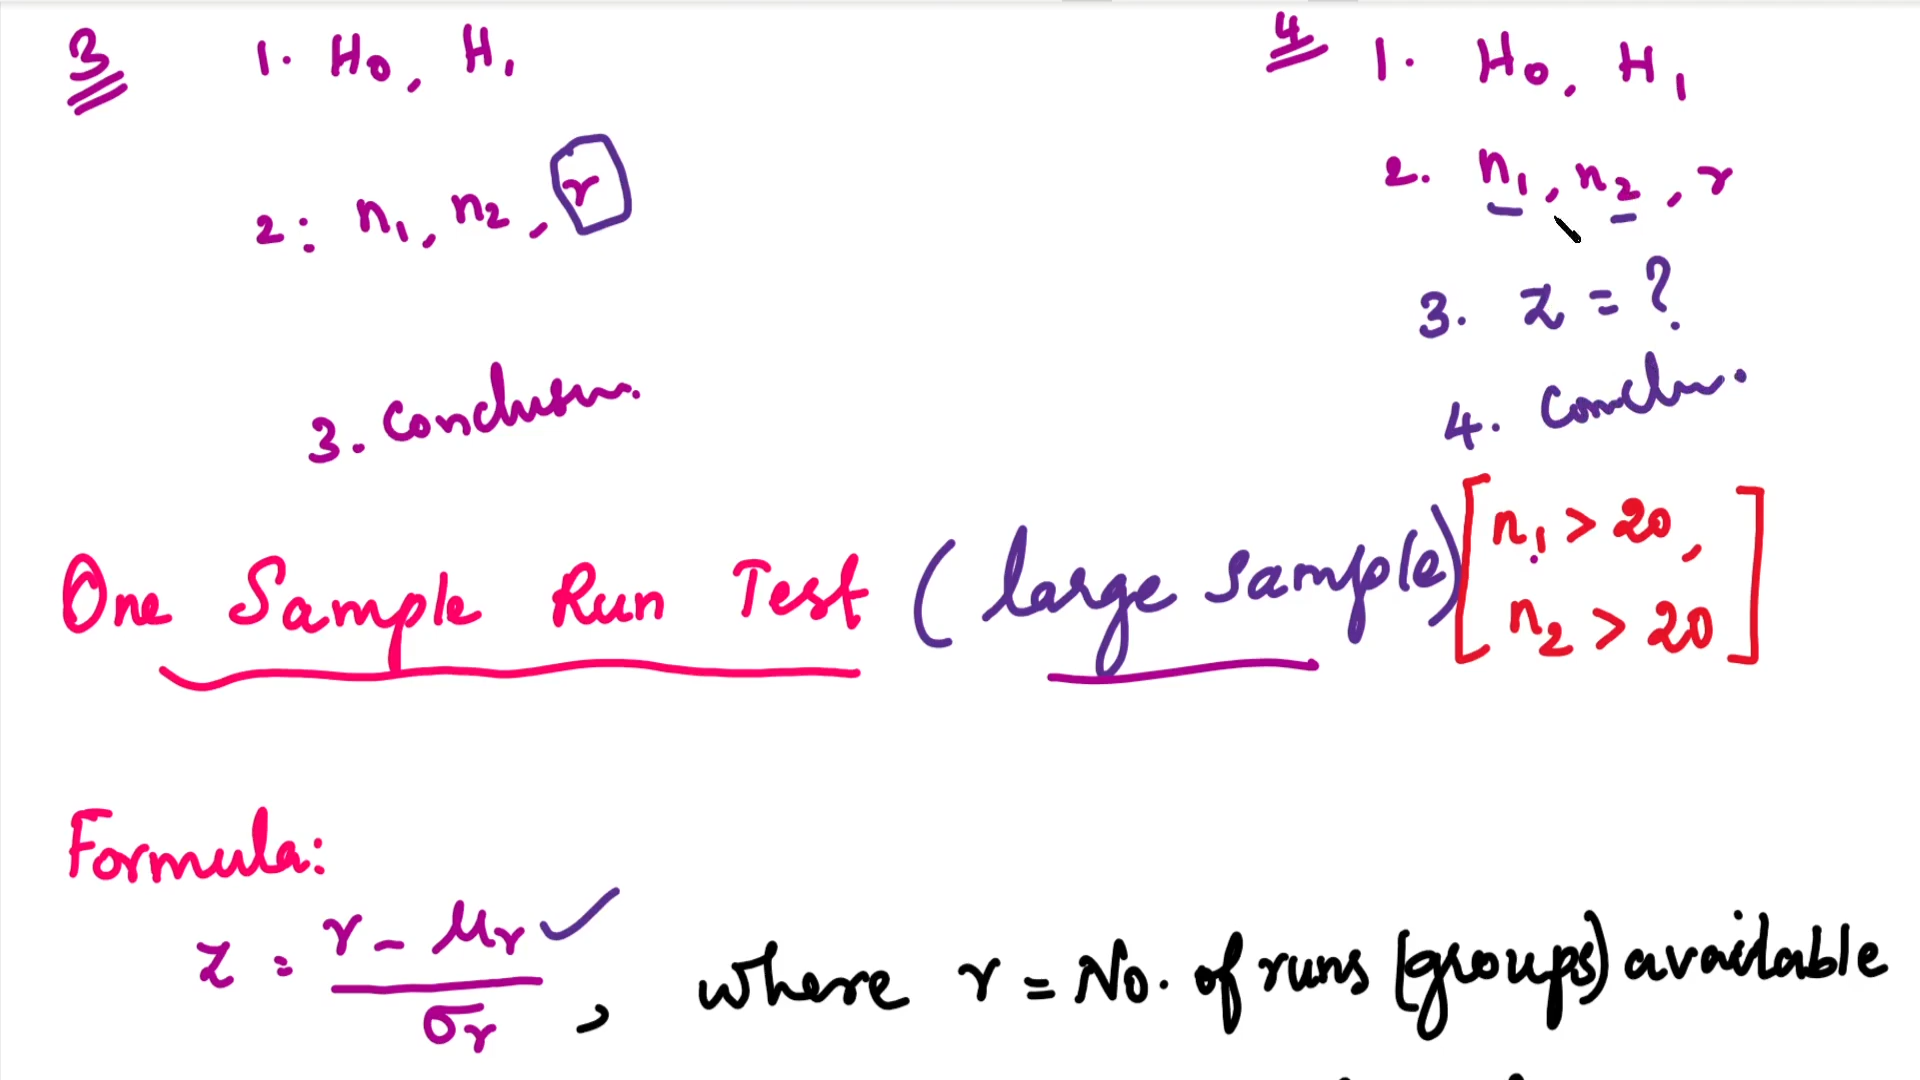 3
1. H0, H1
2: n1, n2, r
3. Conclusion.
4
1. H0, H1
2. n1, n2, r
3. z = ?
4. Conclu.
One Sample Run Test (large sample) [n1 > 20,
n2 > 20]
Formula:
z = r - μr / σr , where r = No. of runs (groups) available